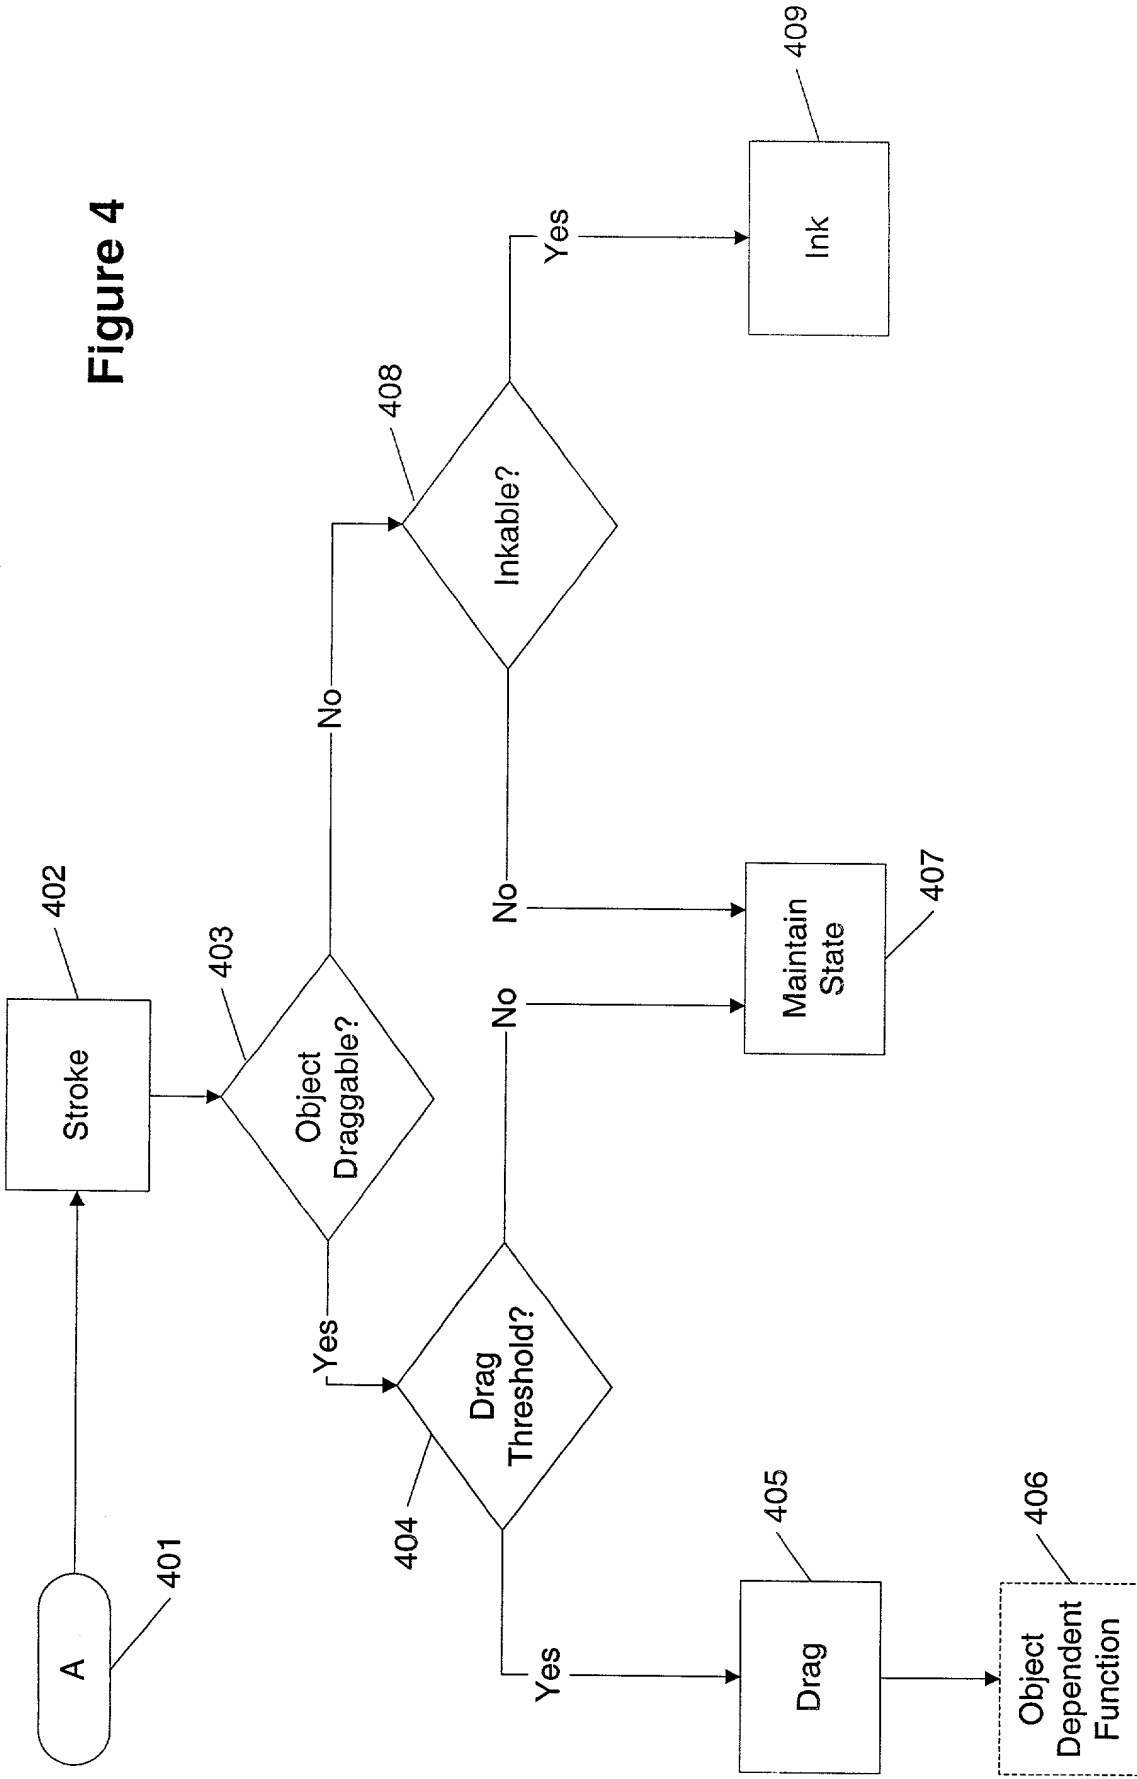 Figure 4
A
401
Stroke
402
403
Object
Draggable?
Yes
No
404
Drag
Threshold?
408
Inkable?
Yes
No
No
Yes
Drag
405
Maintain
State
407
Ink
409
Object
Dependent
Function
406